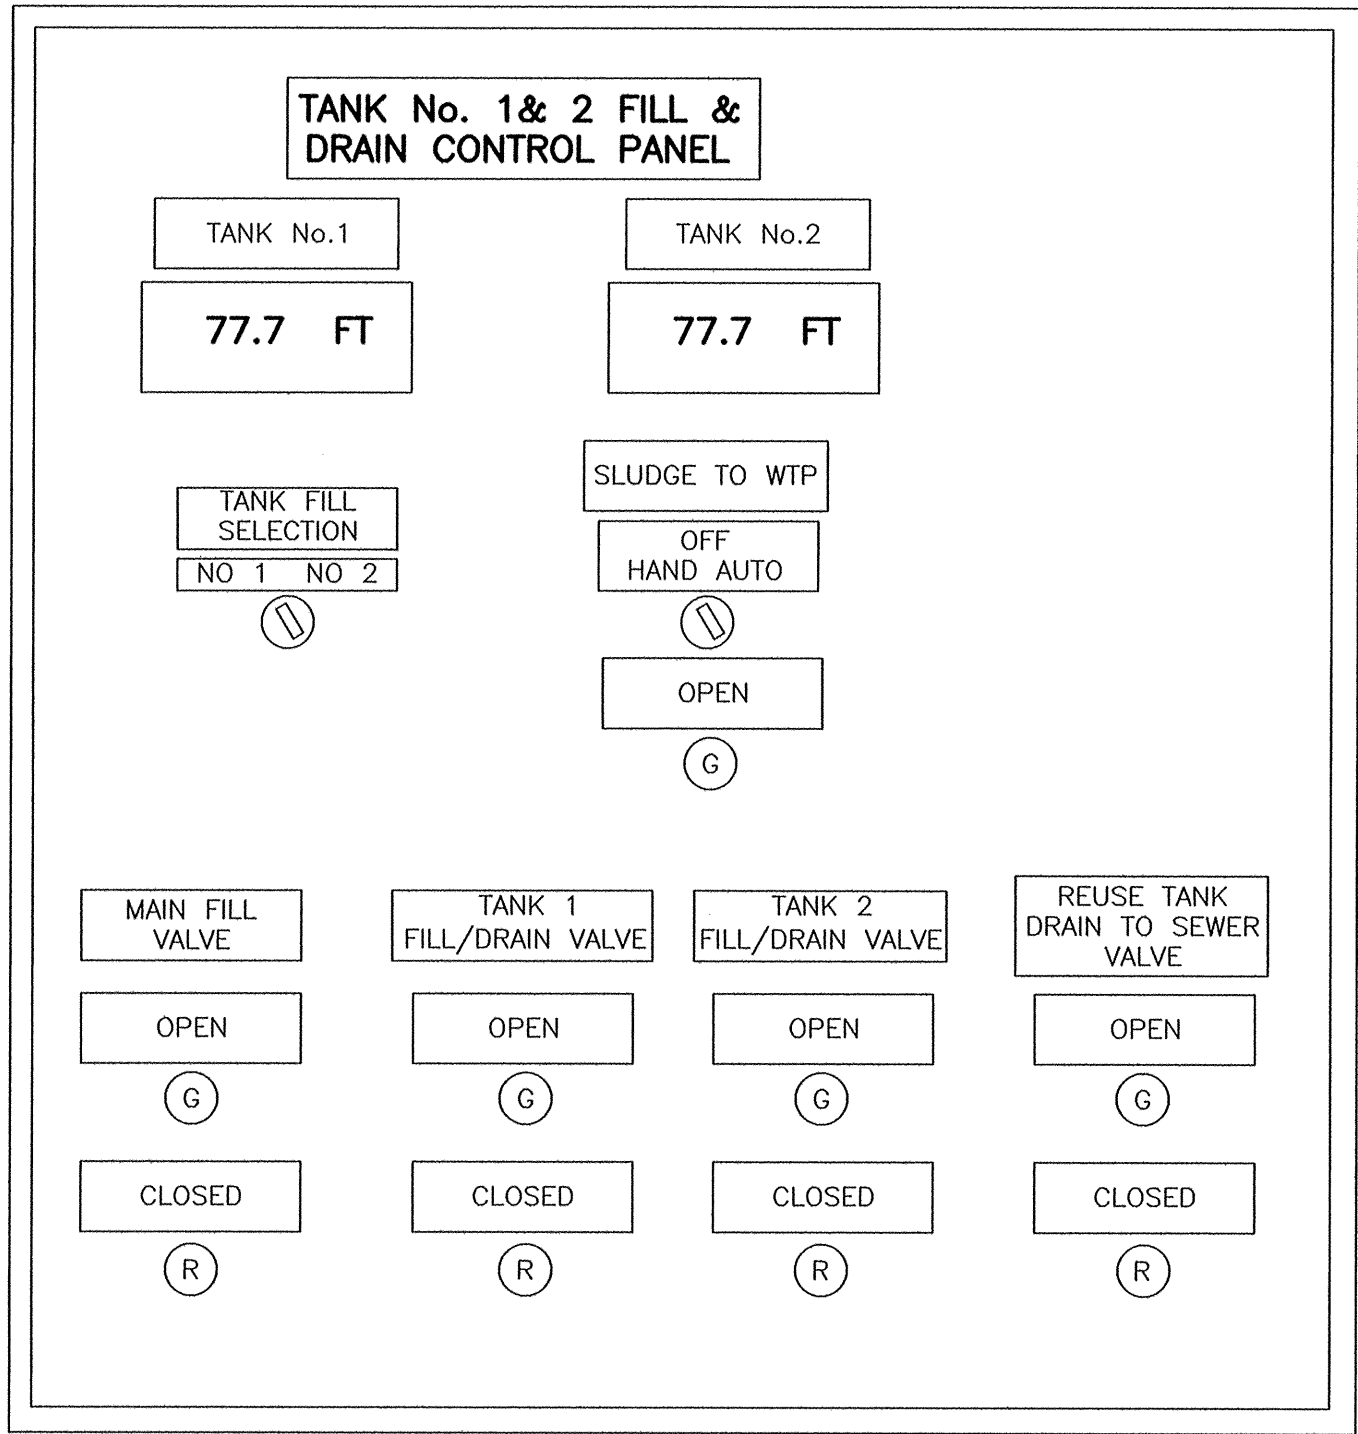 TANK No. 1& 2 FILL &
DRAIN CONTROL PANEL
TANK No.1
TANK No.2
77.7 FT
77.7 FT
TANK FILL
SELECTION
NO 1 NO 2
SLUDGE TO WTP
OFF
HAND AUTO
OPEN
G
MAIN FILL
VALVE
TANK 1
FILL/DRAIN VALVE
TANK 2
FILL/DRAIN VALVE
REUSE TANK
DRAIN TO SEWER
VALVE
OPEN
OPEN
OPEN
OPEN
G
G
G
G
CLOSED
CLOSED
CLOSED
CLOSED
R
R
R
R